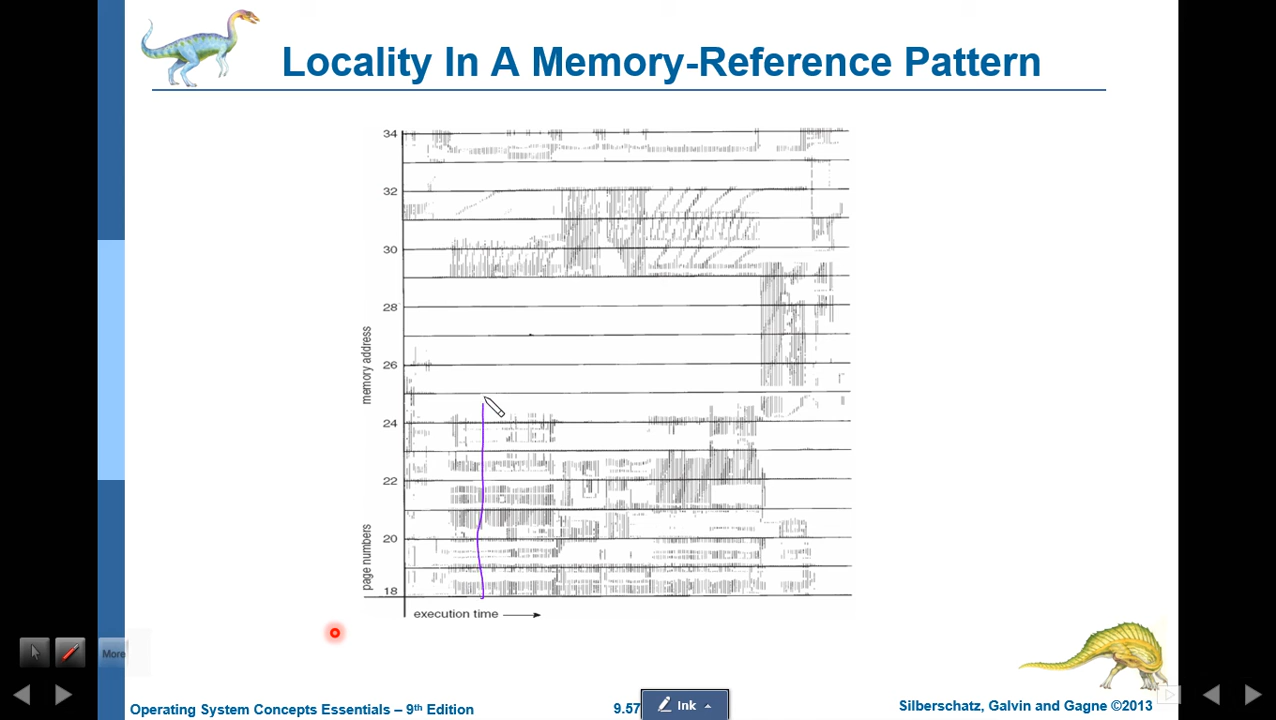 Locality In A Memory-Reference Pattern
34
32
30
28
26
24
22
20
18
memory address
page numbers
execution time
More
Operating System Concepts Essentials – 9th Edition
9.57
Ink
Silberschatz, Galvin and Gagne ©2013